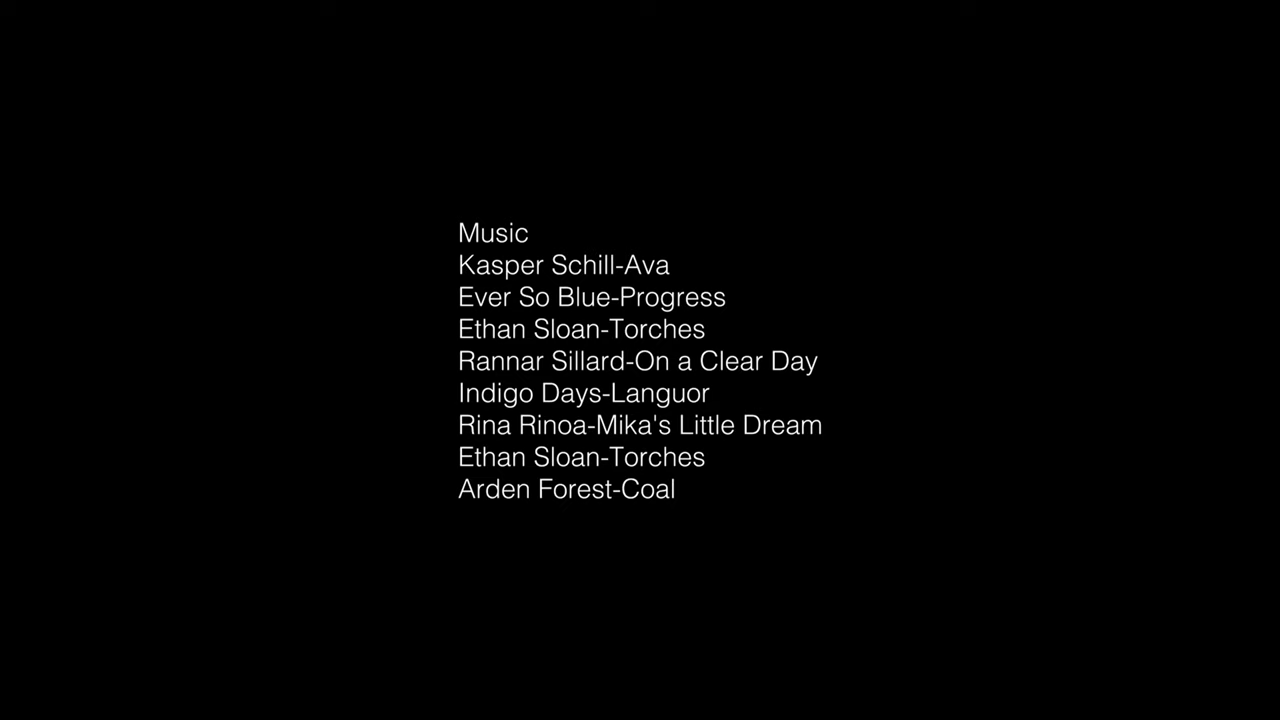 Music
Kasper Schill-Ava
Ever So Blue-Progress
Ethan Sloan-Torches
Rannar Sillard-On a Clear Day
Indigo Days-Languor
Rina Rinoa-Mika's Little Dream
Ethan Sloan-Torches
Arden Forest-Coal